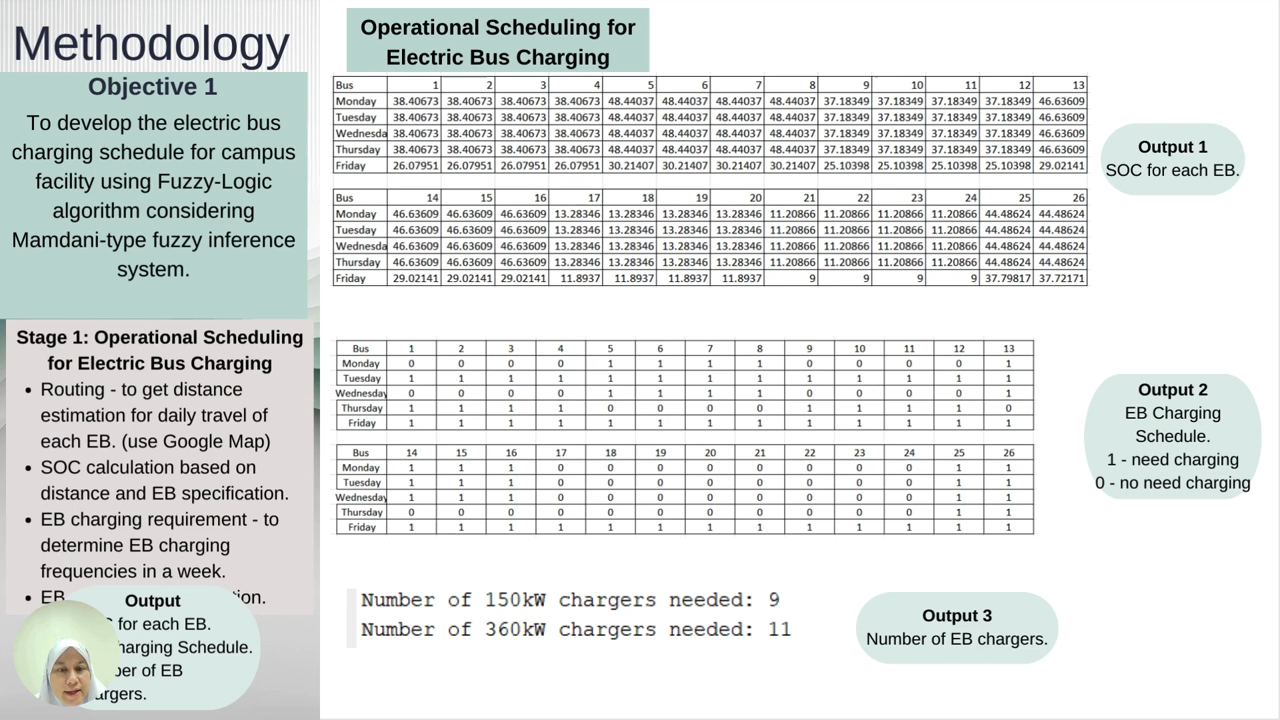 Methodology
Objective 1
To develop the electric bus
charging schedule for campus
facility using Fuzzy-Logic
algorithm considering
Mamdani-type fuzzy inference
system.
Stage 1: Operational Scheduling
for Electric Bus Charging
• Routing - to get distance
estimation for daily travel of
each EB. (use Google Map)
• SOC calculation based on
distance and EB specification.
• EB charging requirement - to
determine EB charging
frequencies in a week.
• EB
Output
for each EB.
Schedule.
of EB
Operational Scheduling for
Electric Bus Charging
Bus 1 2 3 4 5 6 7 8 9 10 11 12 13
Monday 38.40673 38.40673 38.40673 38.40673 48.44037 48.44037 48.44037 48.44037 37.18349 37.18349 37.18349 37.18349 46.63609
Tuesday 38.40673 38.40673 38.40673 38.40673 48.44037 48.44037 48.44037 48.44037 37.18349 37.18349 37.18349 37.18349 46.63609
Wednesda 38.40673 38.40673 38.40673 38.40673 48.44037 48.44037 48.44037 48.44037 37.18349 37.18349 37.18349 37.18349 46.63609
Thursday 38.40673 38.40673 38.40673 38.40673 48.44037 48.44037 48.44037 48.44037 37.18349 37.18349 37.18349 37.18349 46.63609
Friday 26.07951 26.07951 26.07951 26.07951 30.21407 30.21407 30.21407 30.21407 25.10398 25.10398 25.10398 25.10398 29.02141
Bus 14 15 16 17 18 19 20 21 22 23 24 25 26
Monday 46.63609 46.63609 46.63609 13.28346 13.28346 13.28346 13.28346 11.20866 11.20866 11.20866 11.20866 44.48624 44.48624
Tuesday 46.63609 46.63609 46.63609 13.28346 13.28346 13.28346 13.28346 11.20866 11.20866 11.20866 11.20866 44.48624 44.48624
Wednesda 46.63609 46.63609 46.63609 13.28346 13.28346 13.28346 13.28346 11.20866 11.20866 11.20866 11.20866 44.48624 44.48624
Thursday 46.63609 46.63609 46.63609 13.28346 13.28346 13.28346 13.28346 11.20866 11.20866 11.20866 11.20866 44.48624 44.48624
Friday 29.02141 29.02141 29.02141 11.8937 11.8937 11.8937 11.8937 9 9 9 9 37.79817 37.72171
Output 1
SOC for each EB.
Bus 1 2 3 4 5 6 7 8 9 10 11 12 13
Monday 0 0 0 0 1 1 1 1 0 0 0 0 1
Tuesday 1 1 1 1 1 1 1 1 1 1 1 1 1
Wednesday 0 0 0 0 1 1 1 1 0 0 0 0 1
Thursday 1 1 1 1 0 0 0 0 1 1 1 1 0
Friday 1 1 1 1 1 1 1 1 1 1 1 1 1
Bus 14 15 16 17 18 19 20 21 22 23 24 25 26
Monday 1 1 1 0 0 0 0 0 0 0 0 1 1
Tuesday 1 1 1 0 0 0 0 0 0 0 0 1 1
Wednesday 1 1 1 0 0 0 0 0 0 0 0 1 1
Thursday 0 0 0 0 0 0 0 0 0 0 0 1 1
Friday 1 1 1 1 1 1 1 1 1 1 1 1 1
Output 2
EB Charging
Schedule.
1 - need charging
0 - no need charging
Number of 150kW chargers needed: 9
Number of 360kW chargers needed: 11
Output 3
Number of EB chargers.